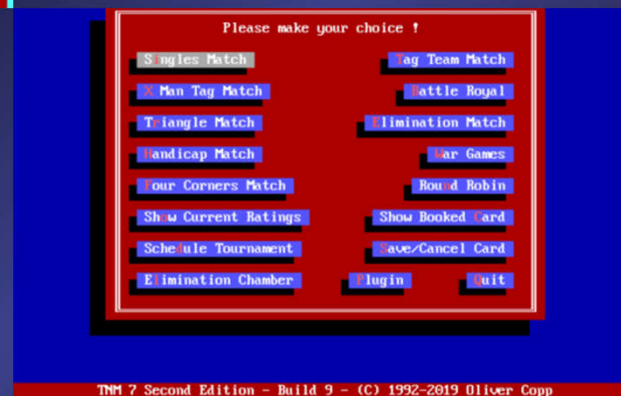 Please make your choice !
Singles Match Tag Team Match
X Man Tag Match Battle Royal
Triangle Match Elimination Match
Handicap Match War Games
Four Corners Match Round Robin
Show Current Ratings Show Booked Card
Schedule Tournament Save/Cancel Card
Elimination Chamber Plugin Quit
TNM 7 Second Edition - Build 9 - (C) 1992-2019 Oliver Copp